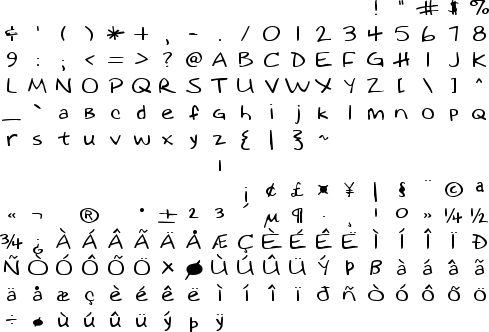 ! " # $ %
& ' ( ) * + , - . / 0 1 2 3 4 5 6 7 8
9 : ; < = > ? @ A B C D E F G H I J K
L M N O P Q R S T U V W X Y Z [ \ ] ^
_ ` a B c d e f G h i j k l m n o p Q
r s t u v w x y z { | } ~
|
¡ ¢ £ ¤ ¥ | § ¨ © ª
« ¬ ® • ± 2 3 µ ¶ · ¸ 1 0 » ¼ ½
¾ ¿ À Á Â Ã Ä Å Æ Ç È É Ê Ë Ì Í Î Ï Ð
Ñ Ò Ó Ô Õ Ö × Ø Ù Ú Û Ü Ý Þ B à á â ã
ä å æ ç è é ê ë ì í î ï đ ñ ò ó ô õ ö
÷ ø ù ú û ü ý þ ÿ